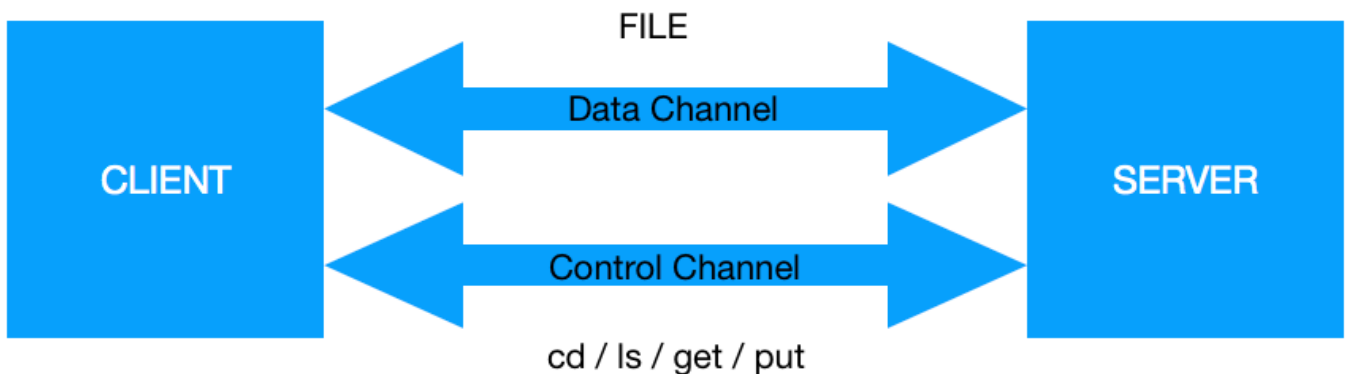 FILE
Data Channel
CLIENT
SERVER
Control Channel
cd / ls / get / put